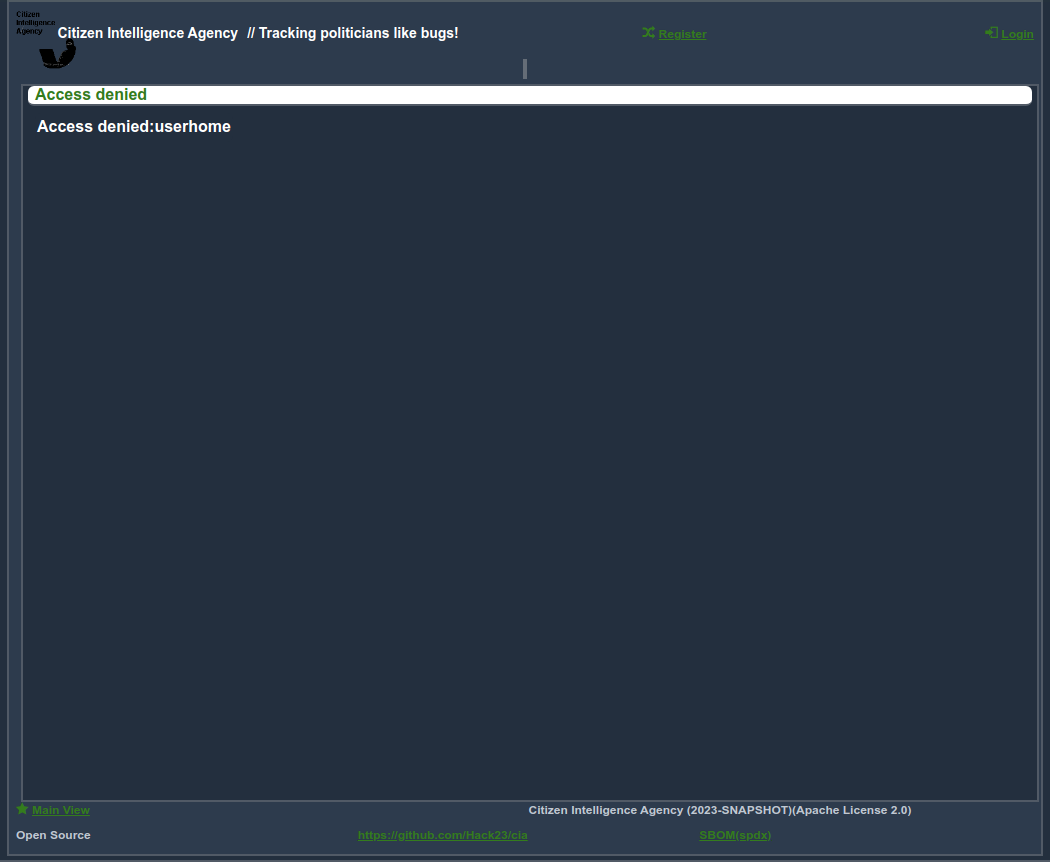 Citizen
Intelligence
Agency
Citizen Intelligence Agency // Tracking politicians like bugs!
Register
Login
Access denied
Access denied:userhome
Main View
Citizen Intelligence Agency (2023-SNAPSHOT)(Apache License 2.0)
Open Source
https://github.com/Hack23/cia
SBOM(spdx)